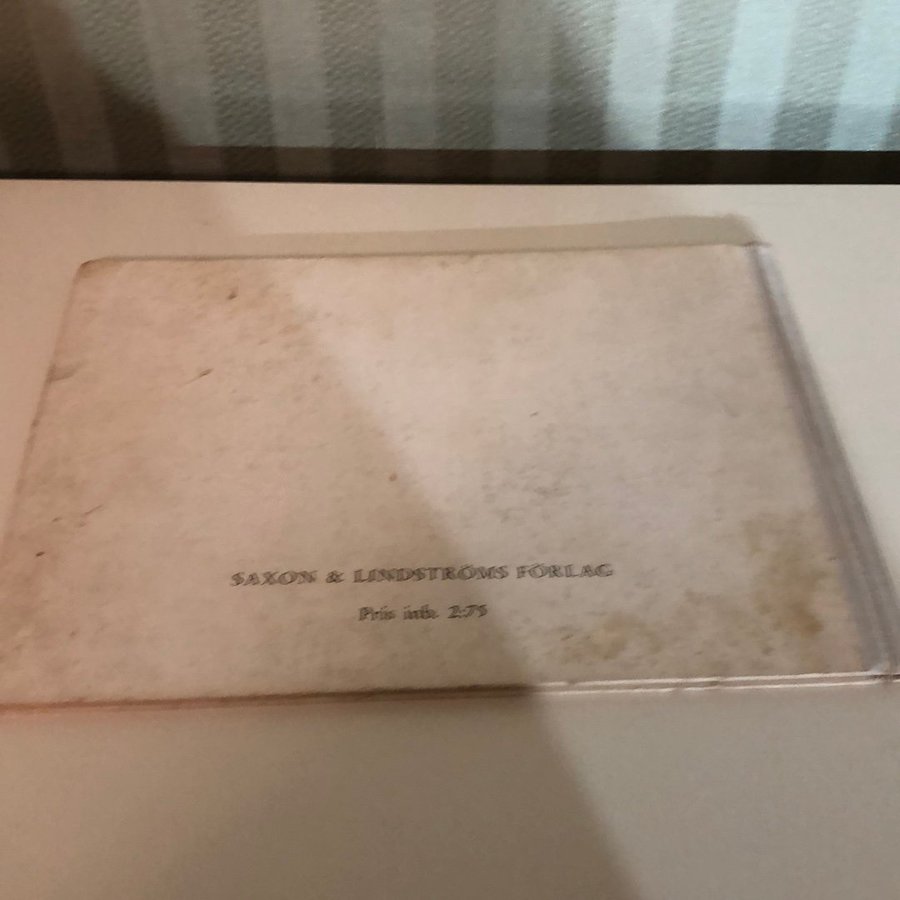 SAXON & LINDSTRÖMS FÖRLAG
Pris inb. 2:75